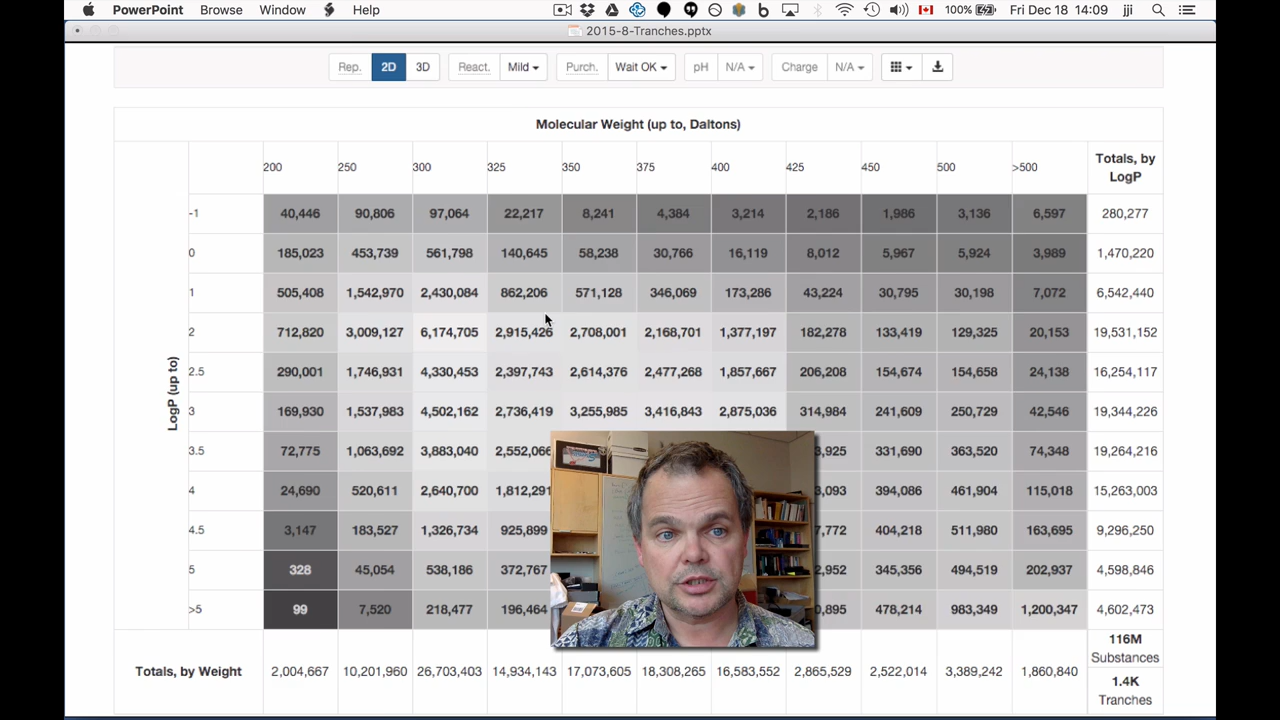 PowerPoint Browse Window Help 100% Fri Dec 18 14:09 jji
2015-8-Tranches.pptx
Rep. 2D 3D React. Mild Purch. Wait OK pH N/A Charge N/A
Molecular Weight (up to, Daltons)
200 250 300 325 350 375 400 425 450 500 >500 Totals, by LogP
-1 40,446 90,806 97,064 22,217 8,241 4,384 3,214 2,186 1,986 3,136 6,597 280,277
0 185,023 453,739 561,798 140,645 58,238 30,766 16,119 8,012 5,967 5,924 3,989 1,470,220
1 505,408 1,542,970 2,430,084 862,206 571,128 346,069 173,286 43,224 30,795 30,198 7,072 6,542,440
2 712,820 3,009,127 6,174,705 2,915,426 2,708,001 2,168,701 1,377,197 182,278 133,419 129,325 20,153 19,531,152
2.5 290,001 1,746,931 4,330,453 2,397,743 2,614,376 2,477,268 1,857,667 206,208 154,674 154,658 24,138 16,254,117
LogP (up to)
3 169,930 1,537,983 4,502,162 2,736,419 3,255,985 3,416,843 2,875,036 314,984 241,609 250,729 42,546 19,344,226
3.5 72,775 1,063,692 3,883,040 2,552,066 3,925 331,690 363,520 74,348 19,264,216
4 24,690 520,611 2,640,700 1,812,291 3,093 394,086 461,904 115,018 15,263,003
4.5 3,147 183,527 1,326,734 925,899 7,772 404,218 511,980 163,695 9,296,250
5 328 45,054 538,186 372,767 2,952 345,356 494,519 202,937 4,598,846
>5 99 7,520 218,477 196,464 0,895 478,214 983,349 1,200,347 4,602,473
Totals, by Weight 2,004,667 10,201,960 26,703,403 14,934,143 17,073,605 18,308,265 16,583,552 2,865,529 2,522,014 3,389,242 1,860,840
116M
Substances
1.4K
Tranches